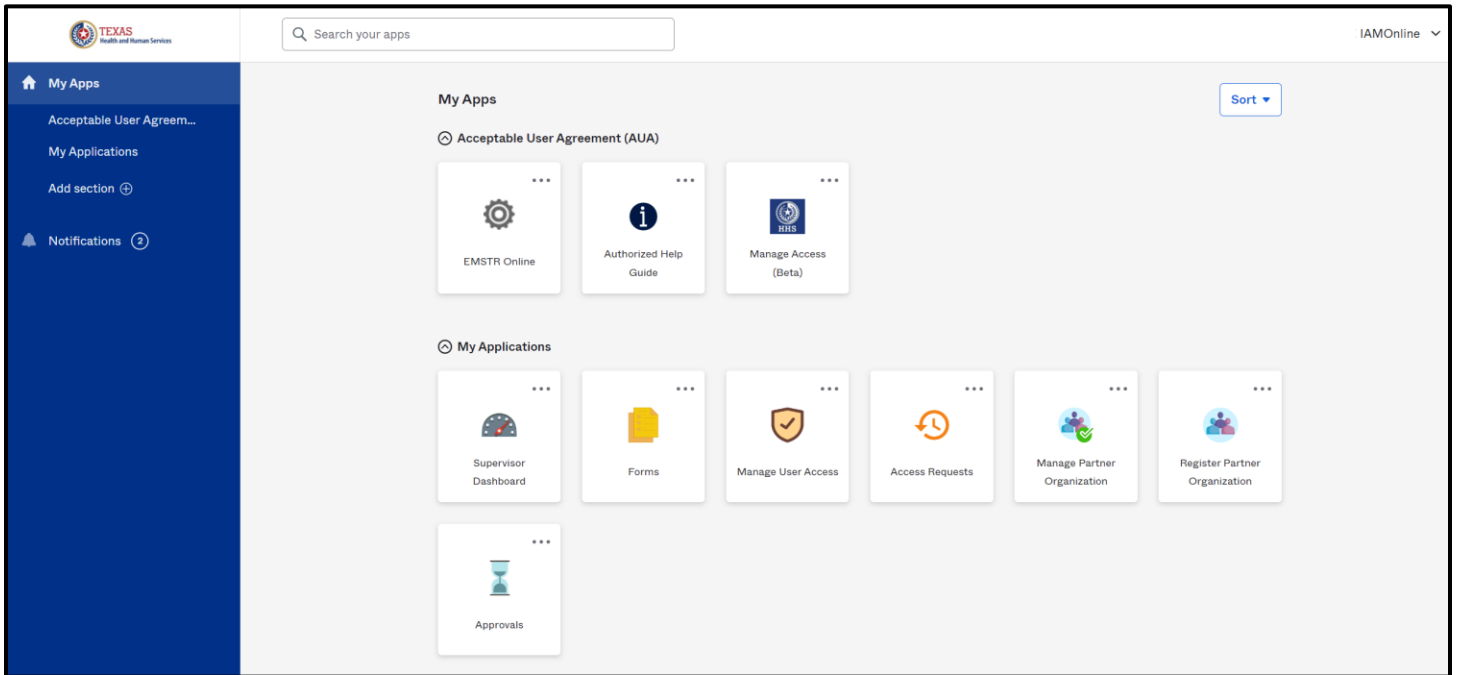 TEXAS
Health and Human Services
Search your apps
IAMOnline
My Apps
Acceptable User Agreem...
My Applications
Add section
Notifications 2
My Apps
Sort
Acceptable User Agreement (AUA)
EMSTR Online
Authorized Help
Guide
HHS
Manage Access
(Beta)
My Applications
Supervisor
Dashboard
Forms
Manage User Access
Access Requests
Manage Partner
Organization
Register Partner
Organization
Approvals